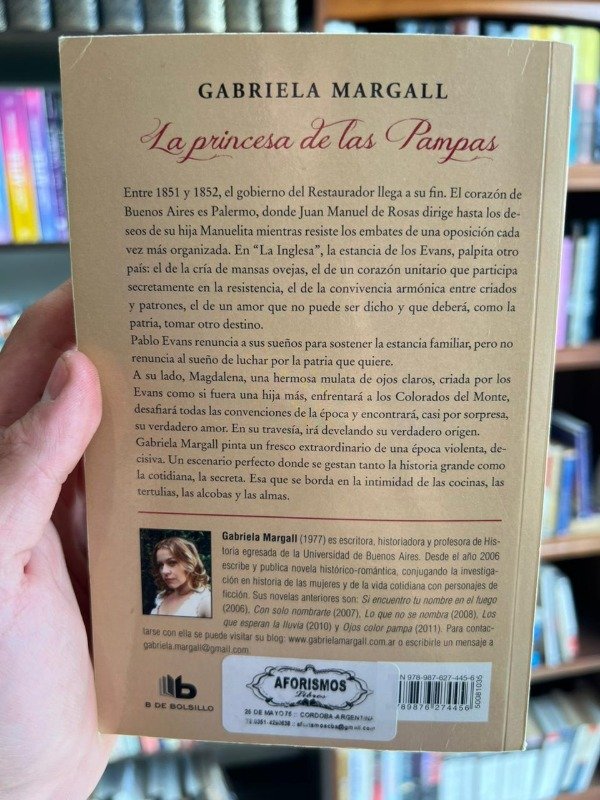 GABRIELA MARGALL
La princesa de las Pampas
Entre 1851 y 1852, el gobierno del Restaurador llega a su fin. El corazón de
Buenos Aires es Palermo, donde Juan Manuel de Rosas dirige hasta los de-
seos de su hija Manuelita mientras resiste los embates de una oposición cada
vez más organizada. En “La Inglesa”, la estancia de los Evans, palpita otro
país: el de la cría de mansas ovejas, el de un corazón unitario que participa
secretamente en la resistencia, el de la convivencia armónica entre criados
y patrones, el de un amor que no puede ser dicho y que deberá, como la
patria, tomar otro destino.
Pablo Evans renuncia a sus sueños para sostener la estancia familiar, pero no
renuncia al sueño de luchar por la patria que quiere.
A su lado, Magdalena, una hermosa mulata de ojos claros, criada por los
Evans como si fuera una hija más, enfrentará a los Colorados del Monte,
desafiará todas las convenciones de la época y encontrará, casi por sorpresa,
su verdadero amor. En su travesía, irá develando su verdadero origen.
Gabriela Margall pinta un fresco extraordinario de una época violenta, de-
cisiva. Un escenario perfecto donde se gestan tanto la historia grande como
la cotidiana, la secreta. Esa que se borda en la intimidad de las cocinas, las
tertulias, las alcobas y las almas.
Gabriela Margall (1977) es escritora, historiadora y profesora de His-
toria egresada de la Universidad de Buenos Aires. Desde el año 2006
escribe y publica novela histórico-romántica, conjugando la investiga-
ción en historia de las mujeres y de la vida cotidiana con personajes de
ficción. Sus novelas anteriores son: Si encuentro tu nombre en el fuego
(2006), Con solo nombrarte (2007), Lo que no se nombra (2008), Los
que esperan la lluvia (2010) y Ojos color pampa (2011). Para contac-
tarse con ella se puede visitar su blog: www.gabrielamargall.com.ar o escribirle un mensaje a
gabriela.margall@gmail.com
B DE BOLSILLO
AFORISMOS
Libros
25 DE MAYO 75 :: CORDOBA-ARGENTINA
N 978-987-627-445-6
9789876274456
50081035